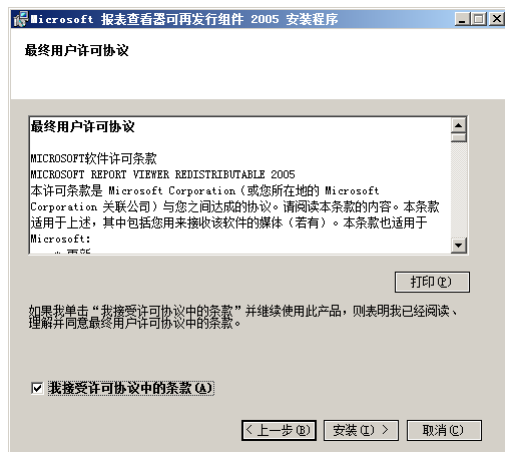 Microsoft 报表查看器可再发行组件 2005 安装程序
最终用户许可协议
最终用户许可协议
MICROSOFT软件许可条款
MICROSOFT REPORT VIEWER REDISTRIBUTABLE 2005
本许可条款是 Microsoft Corporation（或您所在地的 Microsoft
Corporation 关联公司）与您之间达成的协议。请阅读本条款的内容。本条款
适用于上述，其中包括您用来接收该软件的媒体（若有）。本条款也适用于
Microsoft:
* 更新
打印(P)
如果我单击“我接受许可协议中的条款”并继续使用此产品，则表明我已经阅读、
理解并同意最终用户许可协议中的条款。
我接受许可协议中的条款(A)
<上一步(B) 安装(I) > 取消(C)